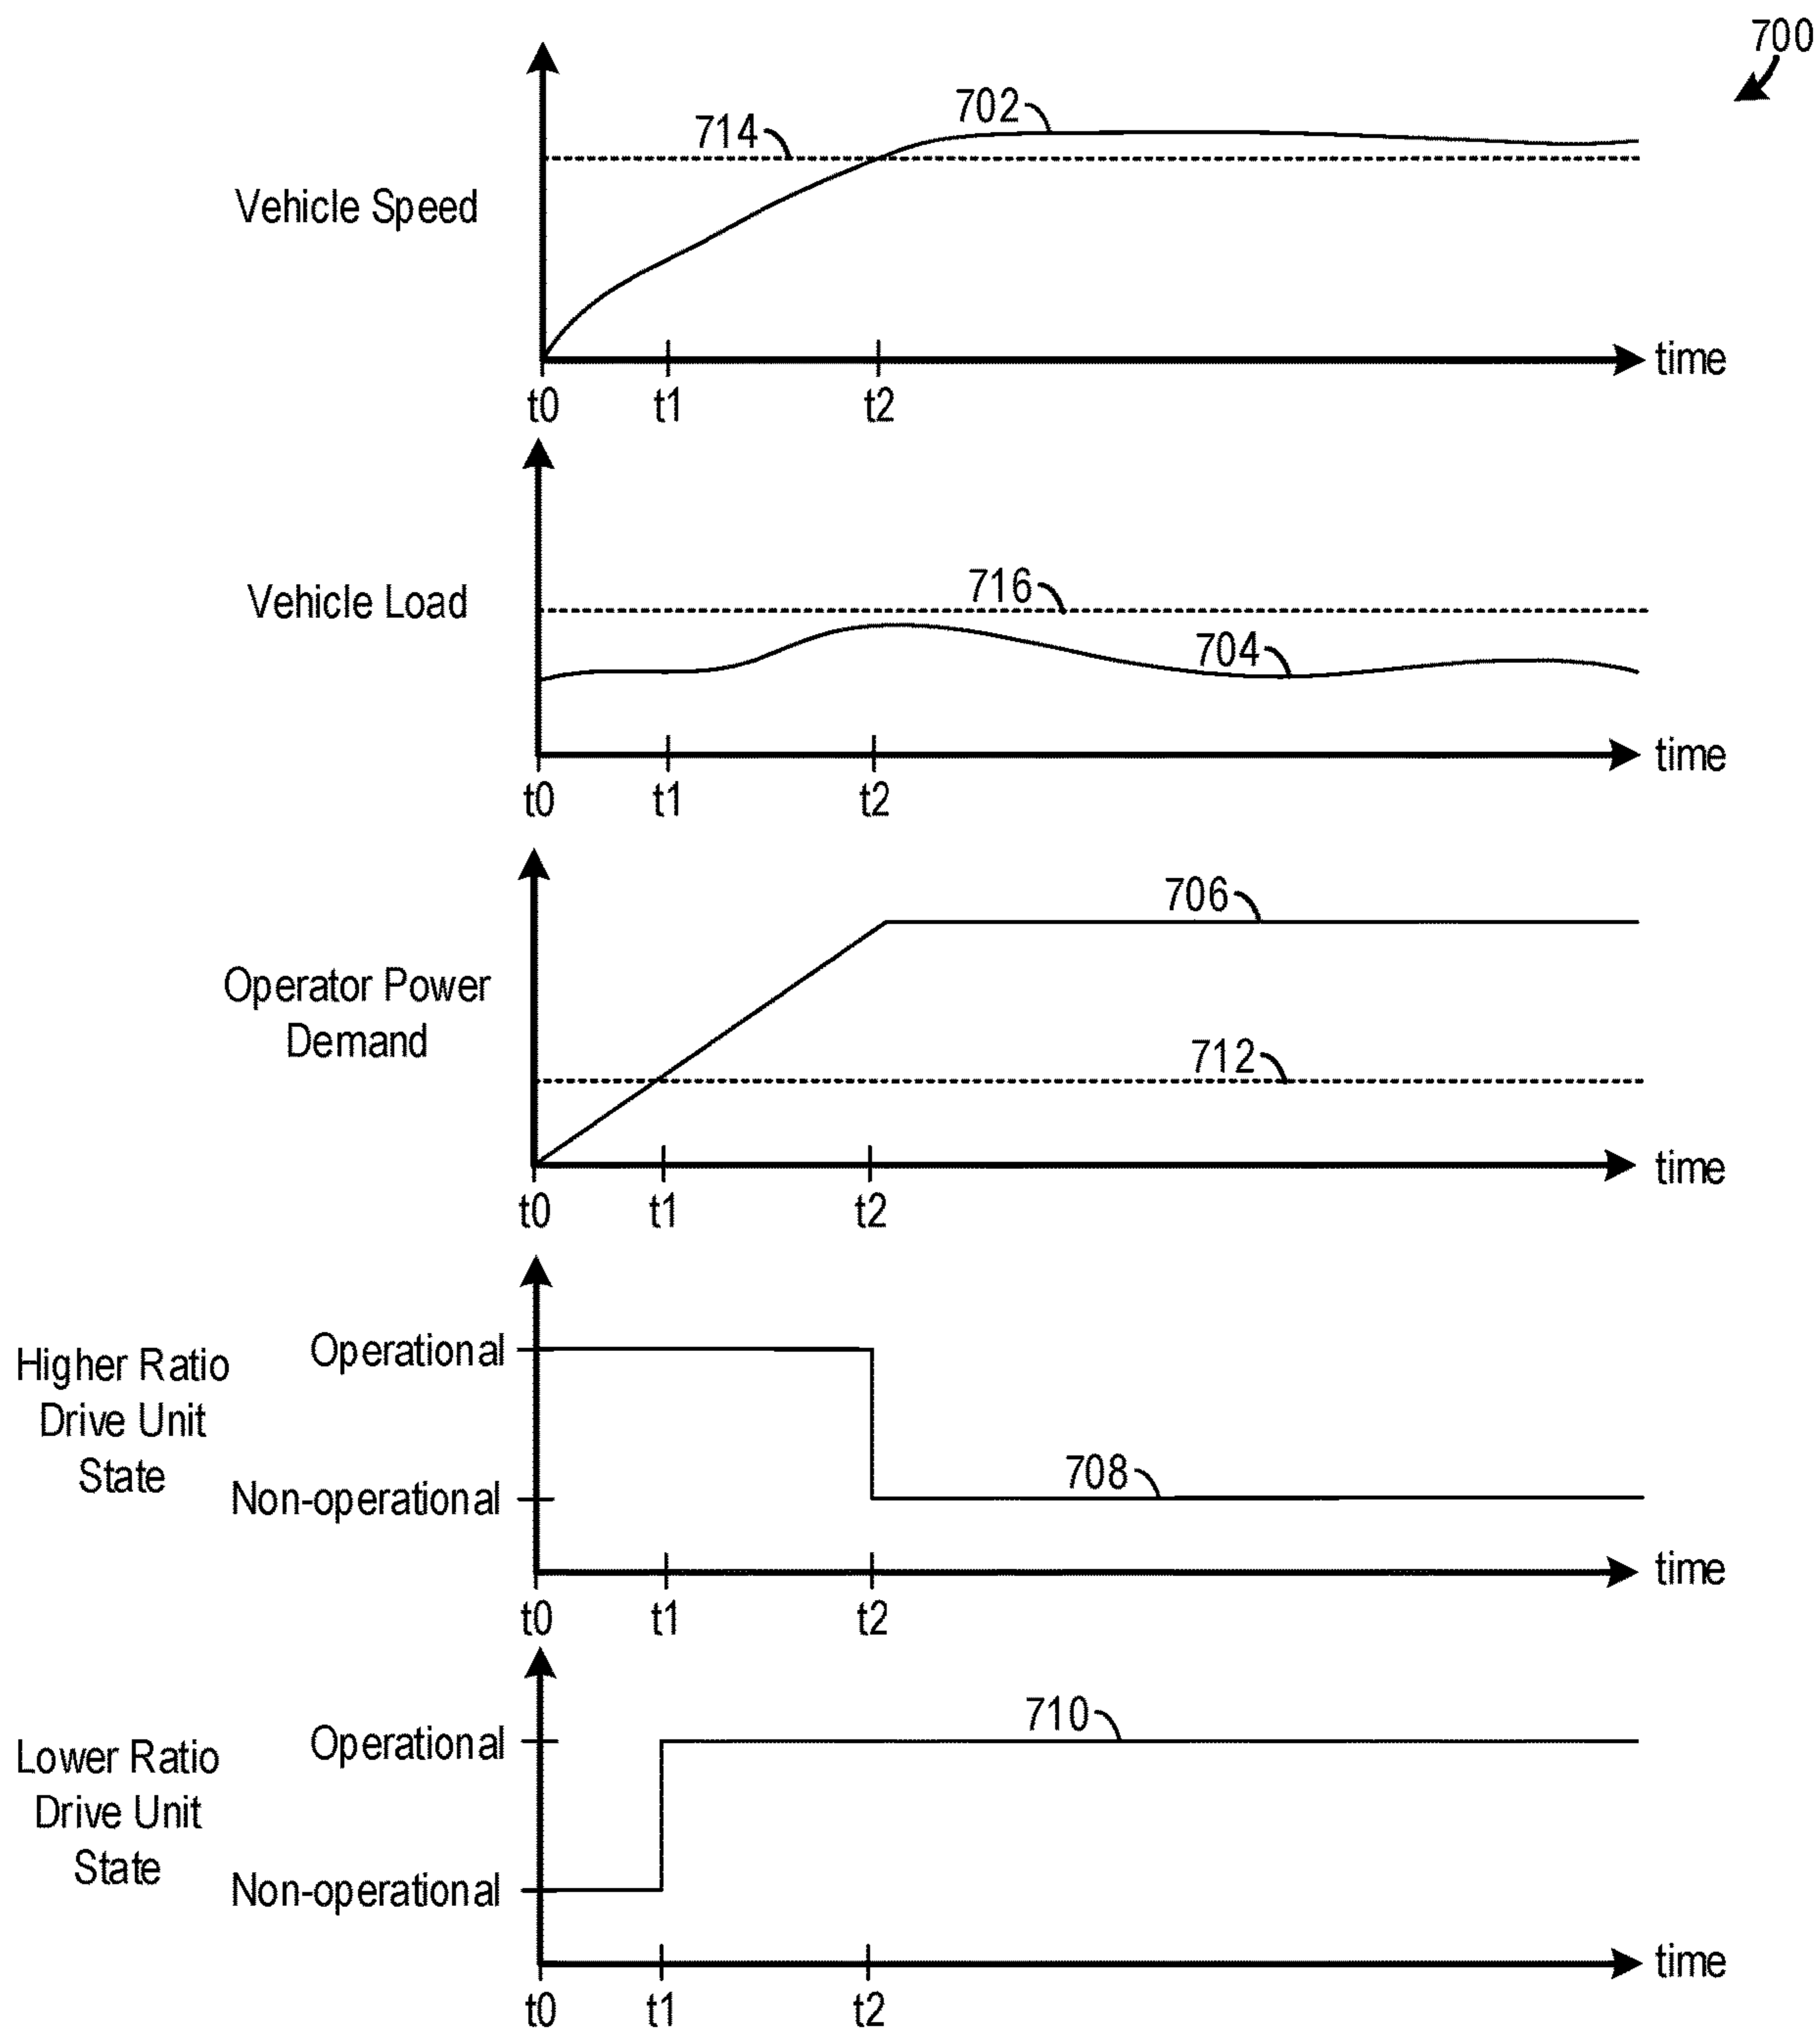 700
702
714
Vehicle Speed
time
t0 t1 t2
716
Vehicle Load
704
time
t0 t1 t2
706
Operator Power
Demand
712
time
t0 t1 t2
Operational
Higher Ratio
Drive Unit
State
708
Non-operational
time
t0 t1 t2
710
Operational
Lower Ratio
Drive Unit
State
Non-operational
time
t0 t1 t2